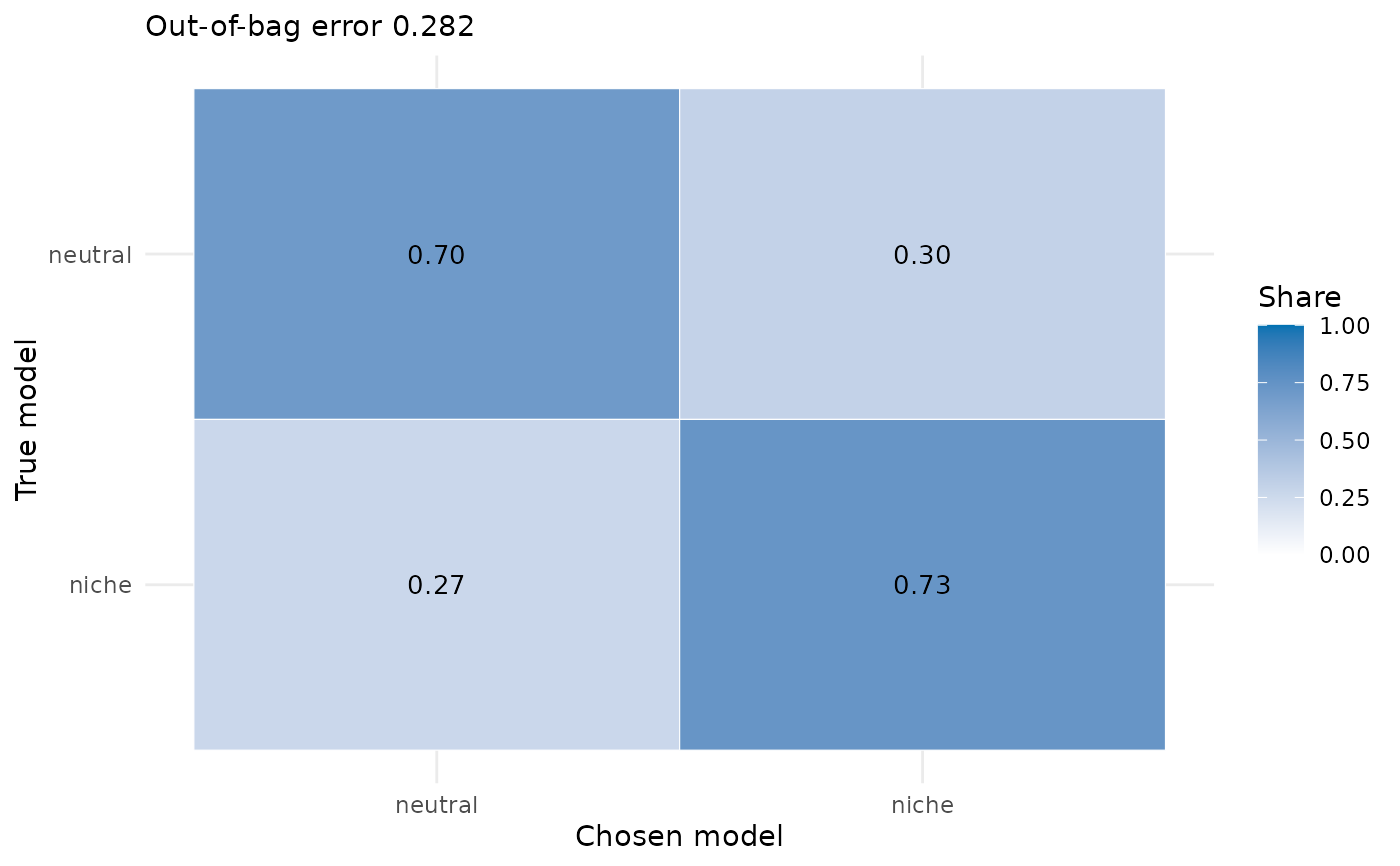 Out-of-bag error 0.282
True model
neutral
niche
0.70
0.30
0.27
0.73
neutral
niche
Chosen model
Share
1.00
0.75
0.50
0.25
0.00